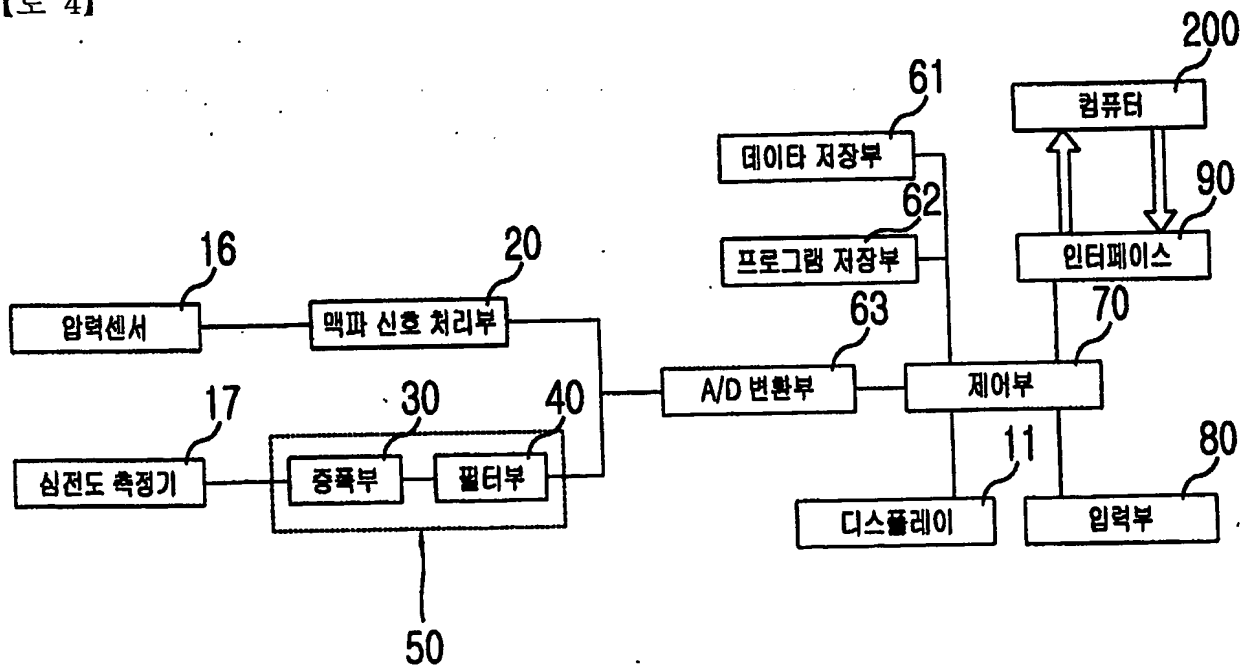 【도 4】
200
컴퓨터
61
데이타 저장부
90
인터페이스
62
프로그램 저장부
16
압력센서
20
맥파 신호 처리부
63
A/D 변환부
70
제어부
17
심전도 측정기
30
증폭부
40
필터부
11
디스플레이
80
입력부
50